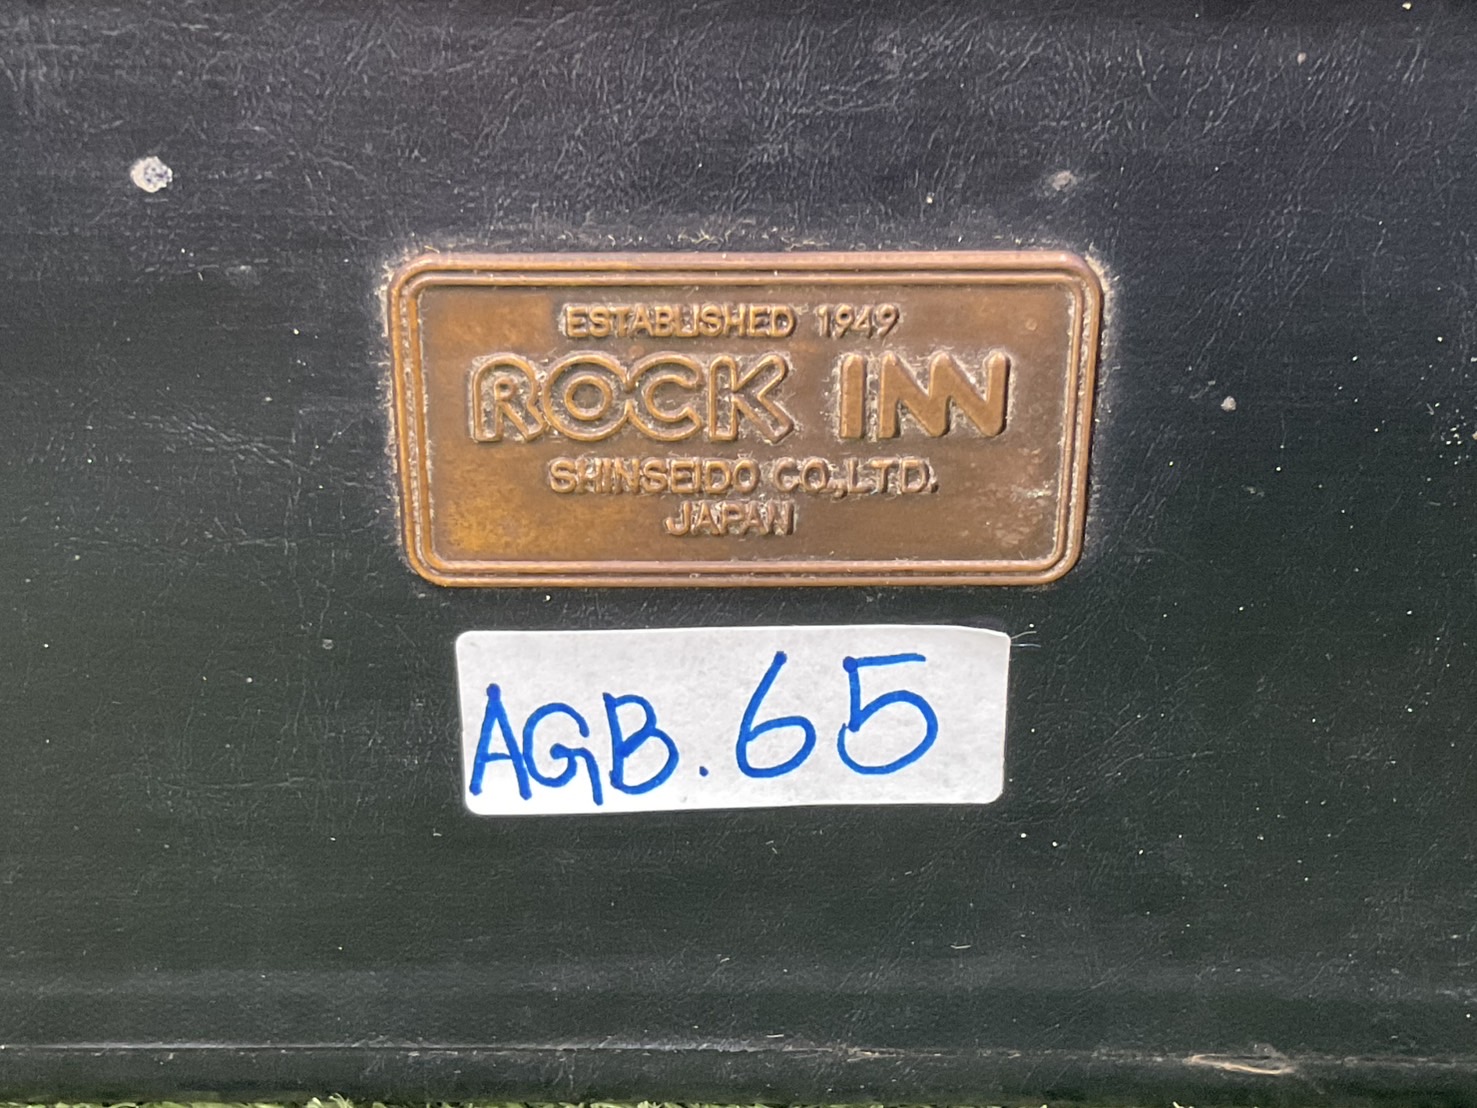 ESTABLISHED 1949
ROCK INN
SHINSEIDO CO.,LTD.
JAPAN
AGB. 65